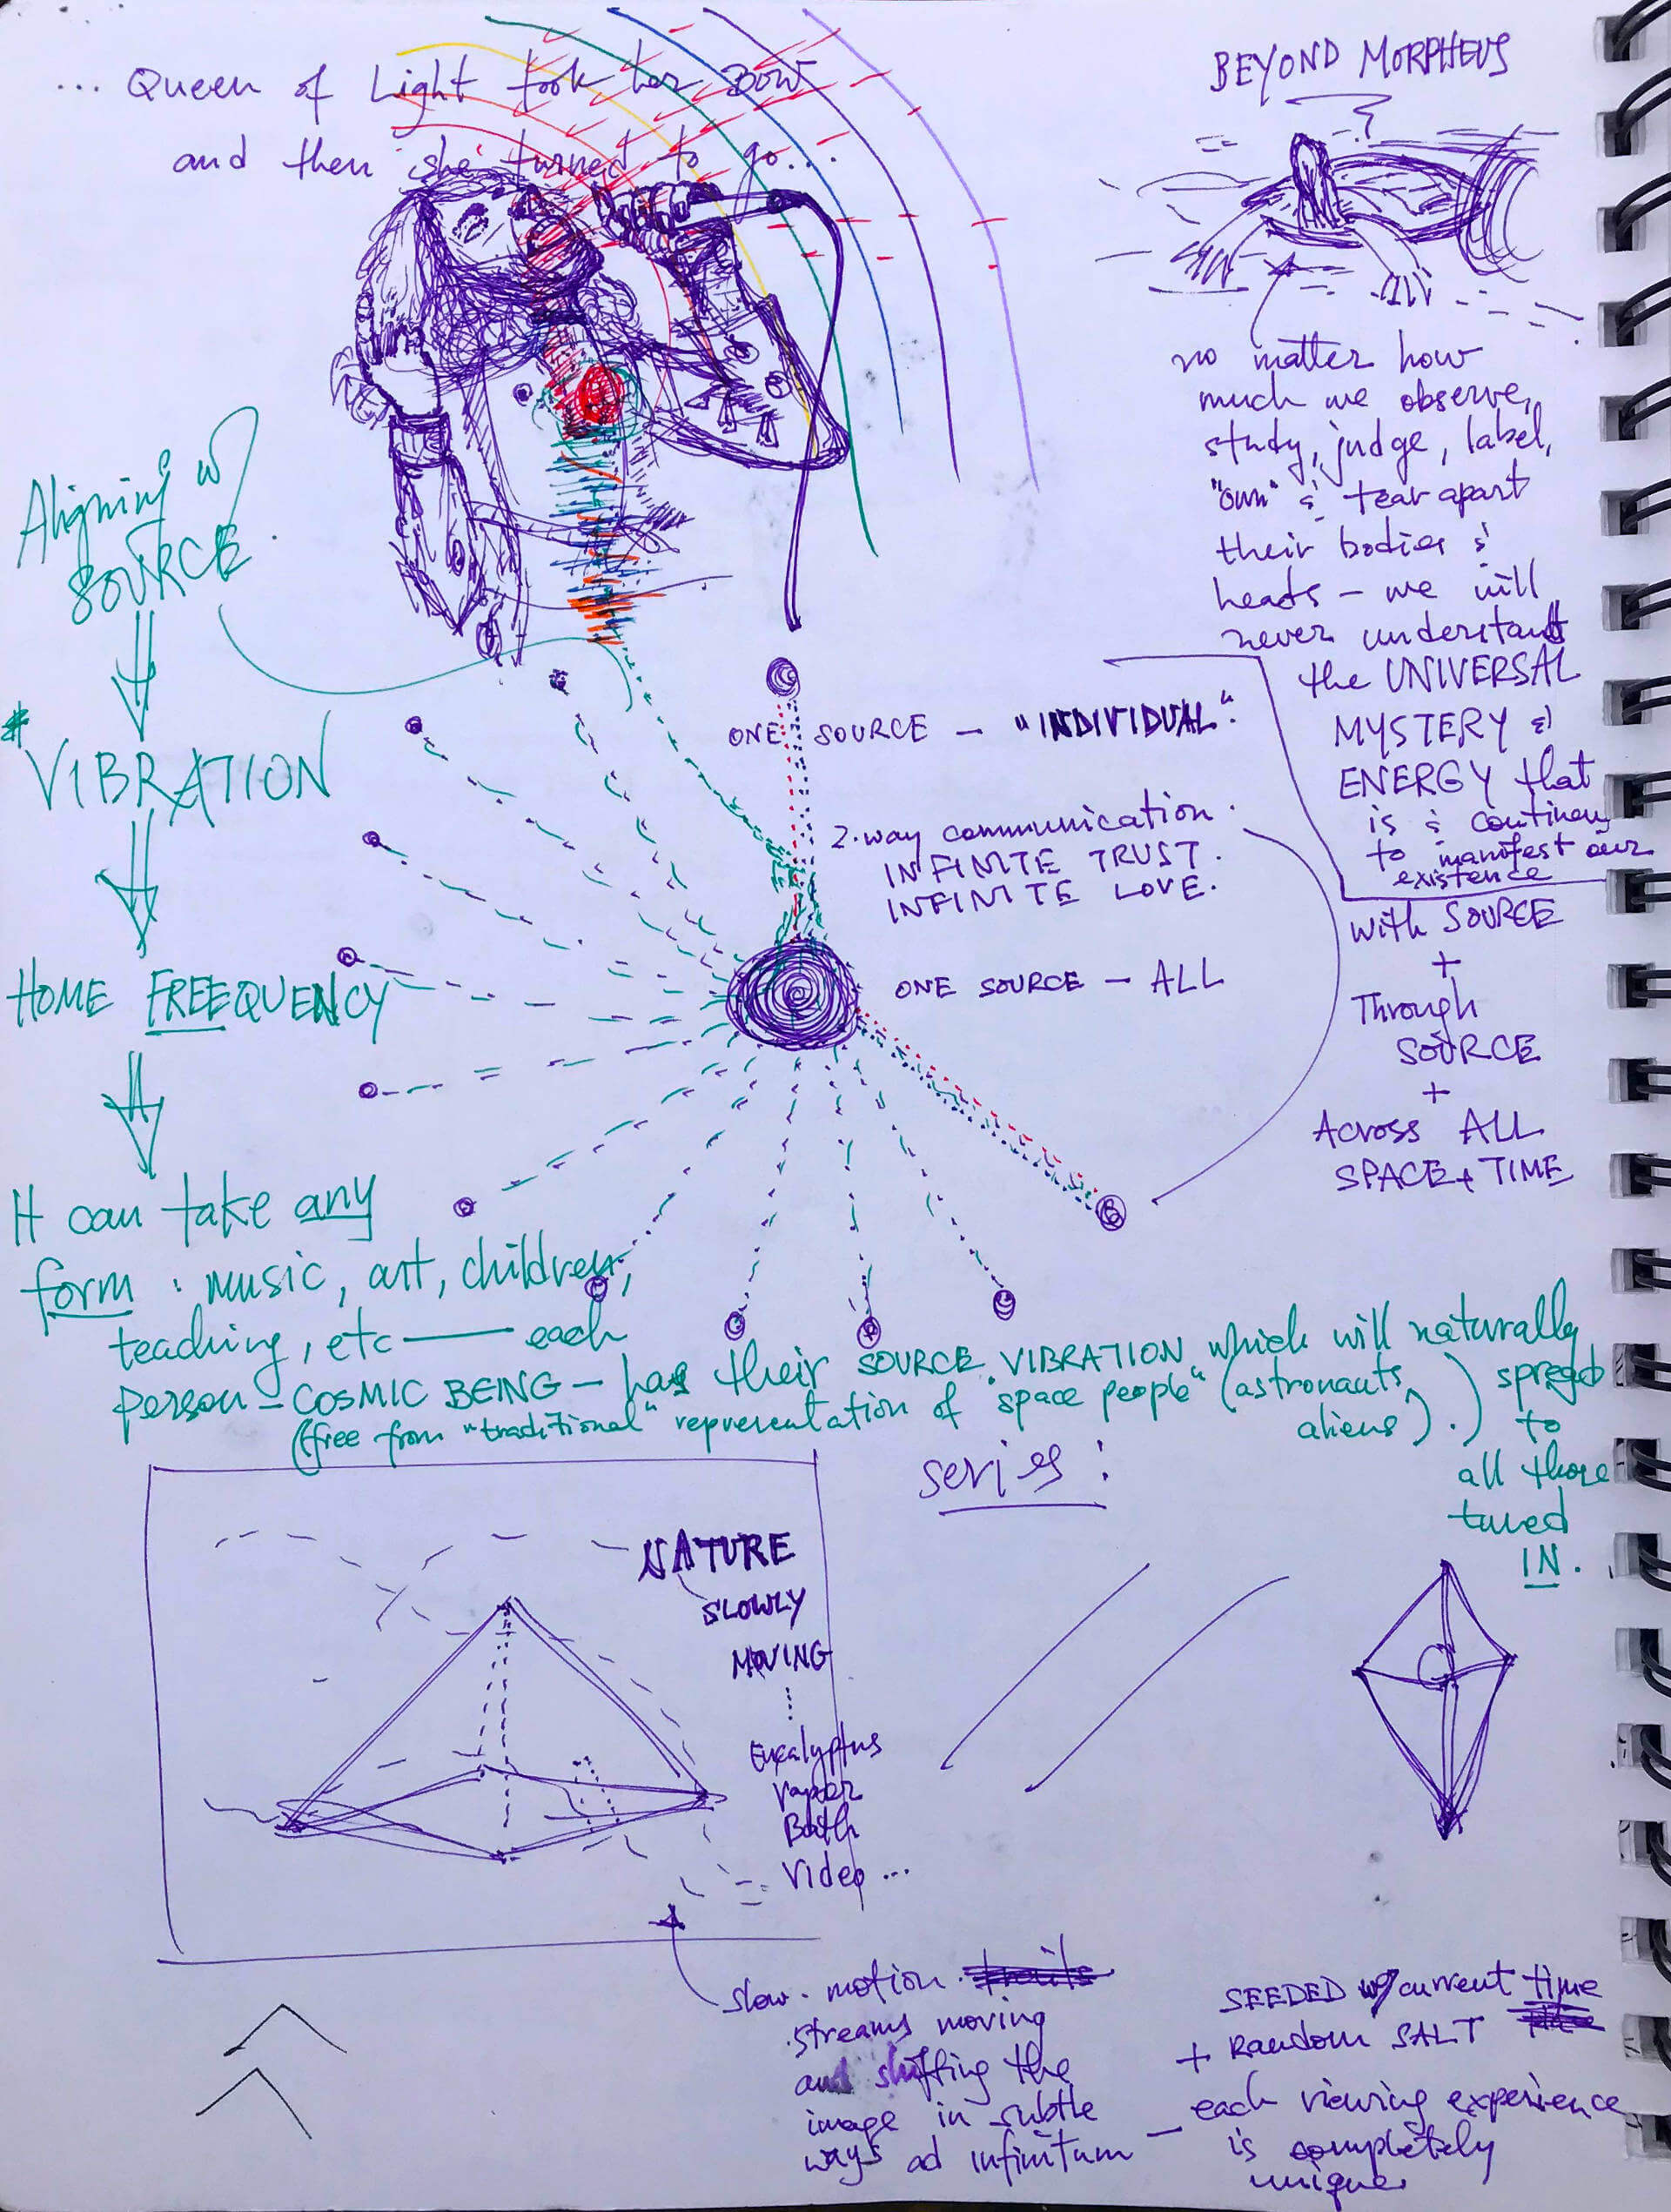 ... Queen of Light took her Bow
and then she turned to go...
BEYOND MORPHEUS
no matter how
much we observe,
study, judge, label,
"own" & tear apart
their bodies &
heads – we will
never understand
the UNIVERSAL
MYSTERY &
ENERGY that
is & continues
to manifest our
existence
Aligning w/
SOURCE.
* VIBRATION
HOME FREEQUENCY
It can take any
form : music, art, children,
teaching, etc — each
person – COSMIC BEING – has their SOURCE VIBRATION which will naturally
spread
to
all those
tuned
IN.
(free from "traditional" representation of "space people" (astronauts,
aliens).)
ONE SOURCE – "INDIVIDUAL".
2-way communication.
INFINITE TRUST.
INFINITE LOVE.
ONE SOURCE – ALL
with SOURCE
+
Through
SOURCE
+
Across ALL
SPACE + TIME
series :
NATURE
SLOWLY
MOVING
Eucalyptus
vapor
Bath
Video ...
slow-motion
streams moving
and shifting the
image in subtle
ways ad infinitum –
SEEDED w/ current time
+ Random SALT
each viewing experience
is completely
unique